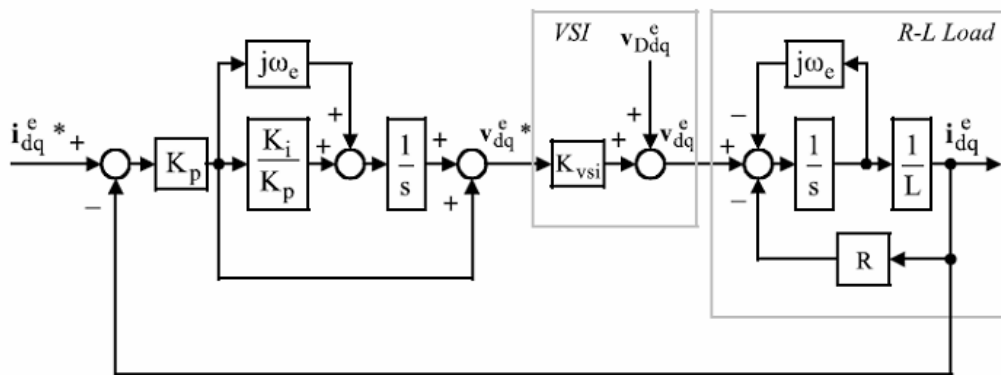 VSI
R-L Load
v_Ddq^e
jω_e
jω_e
i_dq^e *
+
−
K_p
K_i
K_p
+
+
1
s
+
+
v_dq^e *
K_vsi
+
+
v_dq^e
+
−
−
1
s
1
L
i_dq^e
R